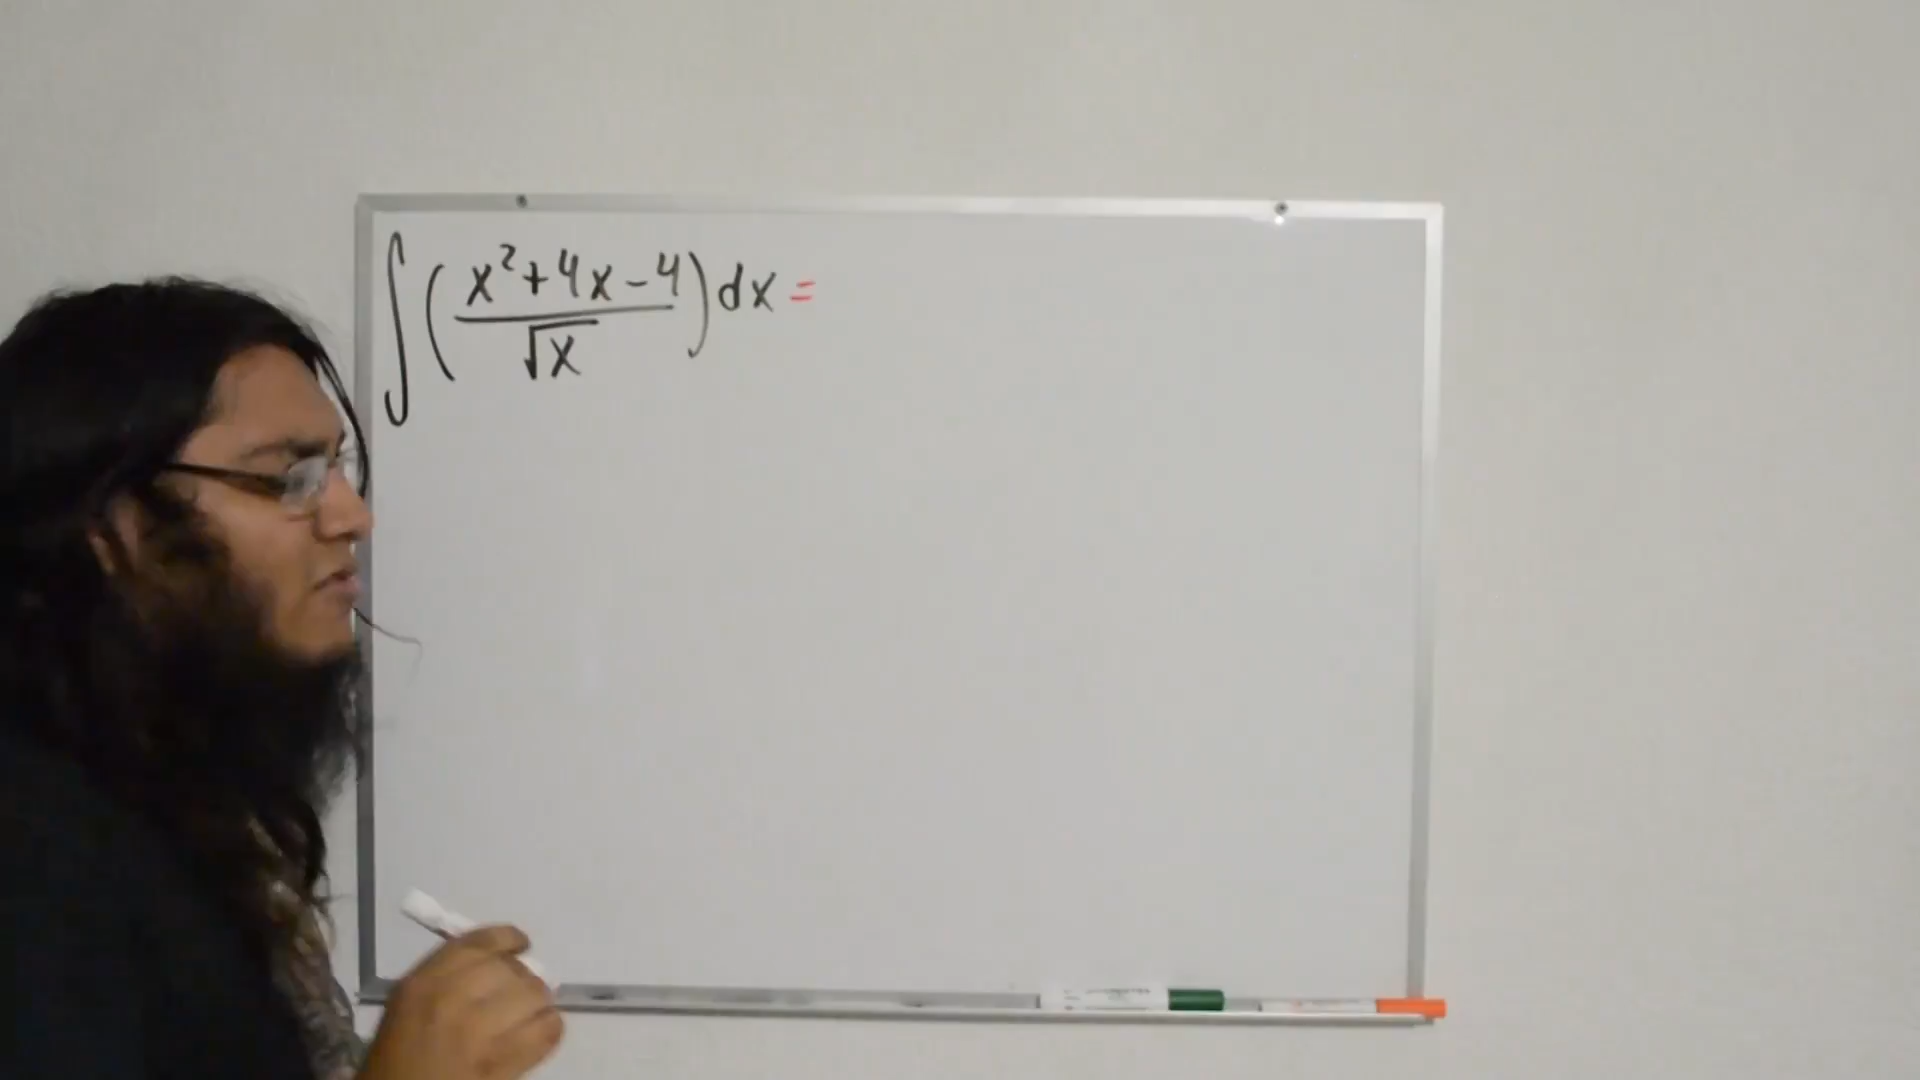 ∫ ( (x² + 4x − 4) / √x ) dx =